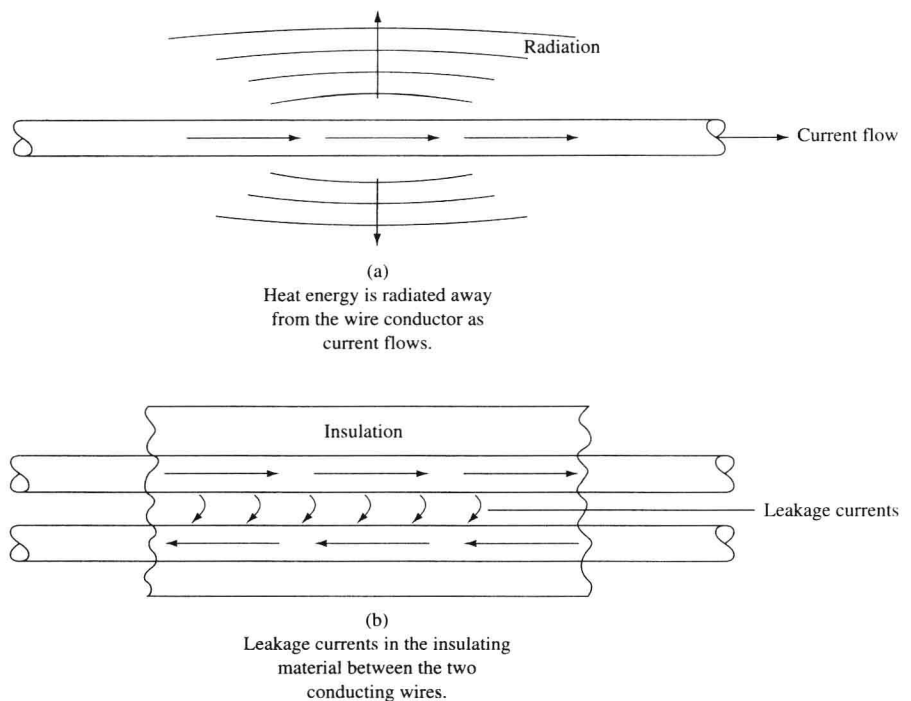 Radiation
Current flow
(a)
Heat energy is radiated away
from the wire conductor as
current flows.
Insulation
Leakage currents
(b)
Leakage currents in the insulating
material between the two
conducting wires.